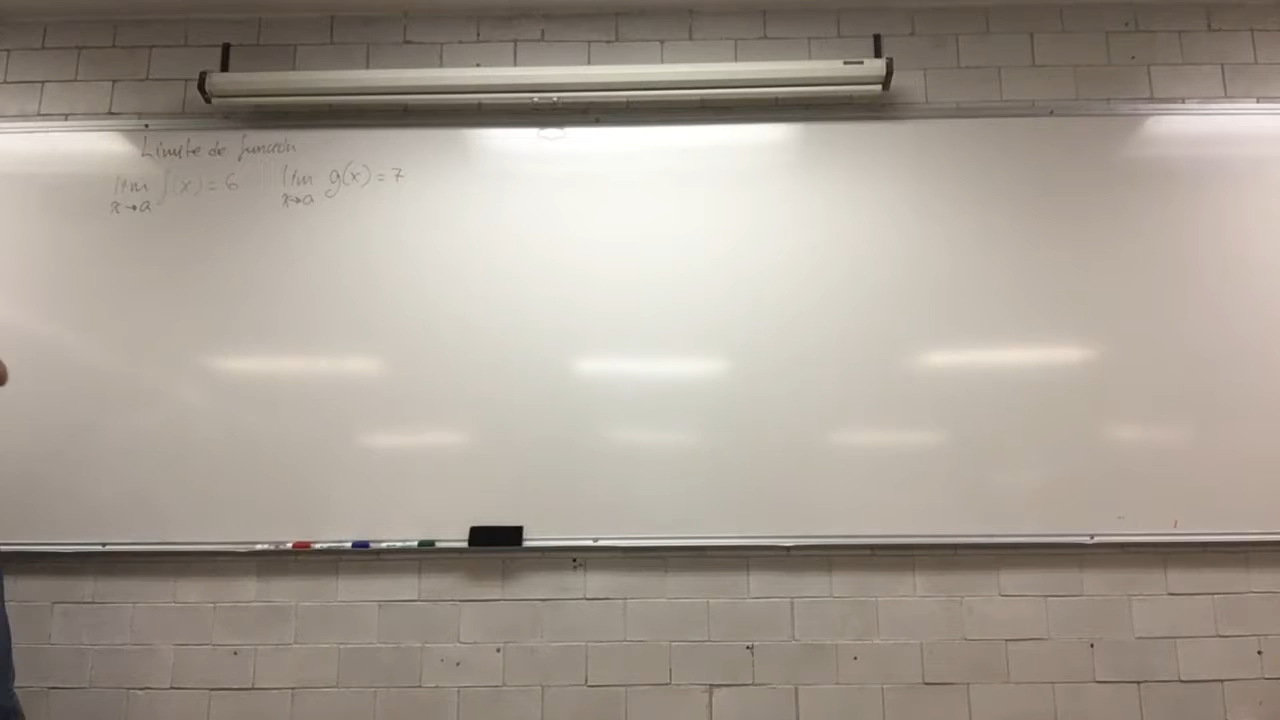 Limite de función
lim f(x) = 6 lim g(x) = 7
x→a x→a